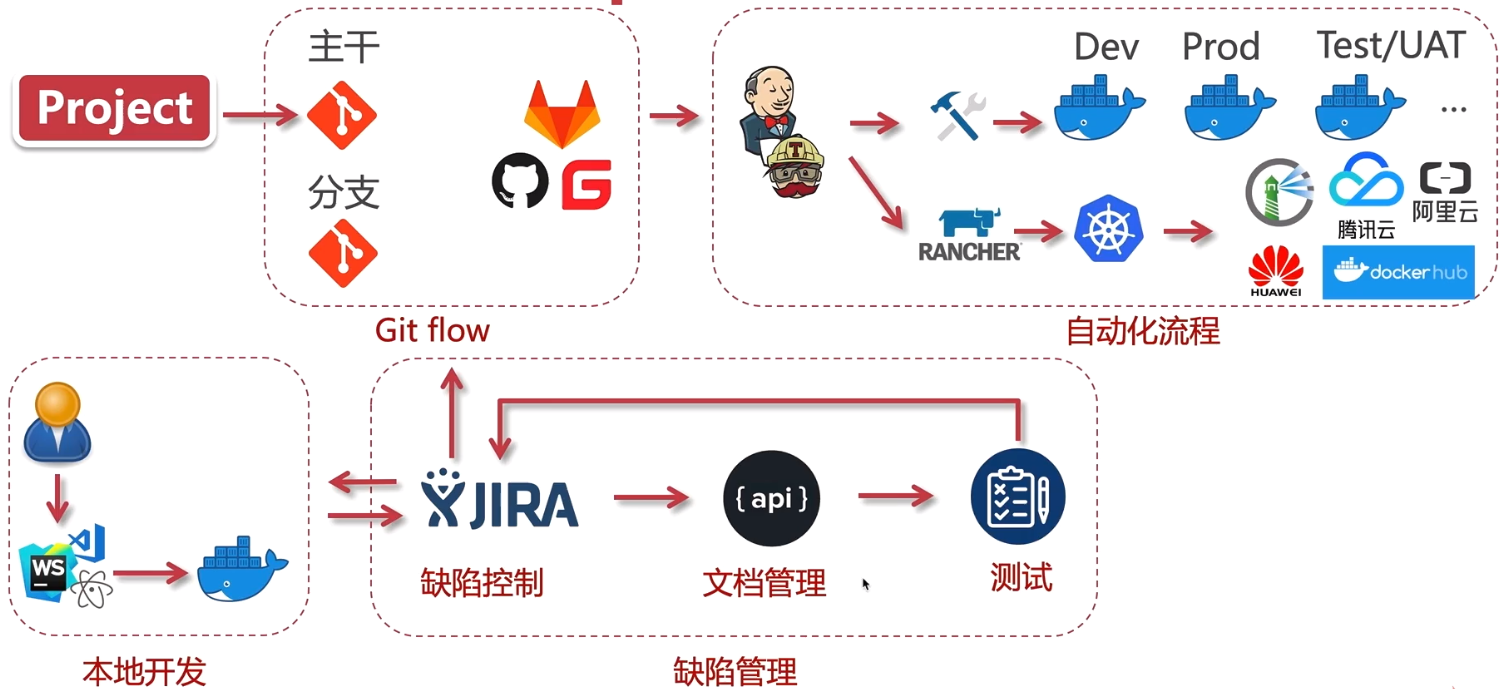 Project
主干
分支
Git flow
Dev
Prod
Test/UAT
...
T
RANCHER
腾讯云
阿里云
HUAWEI
dockerhub
自动化流程
WS
本地开发
JIRA
缺陷控制
{api}
文档管理
测试
缺陷管理